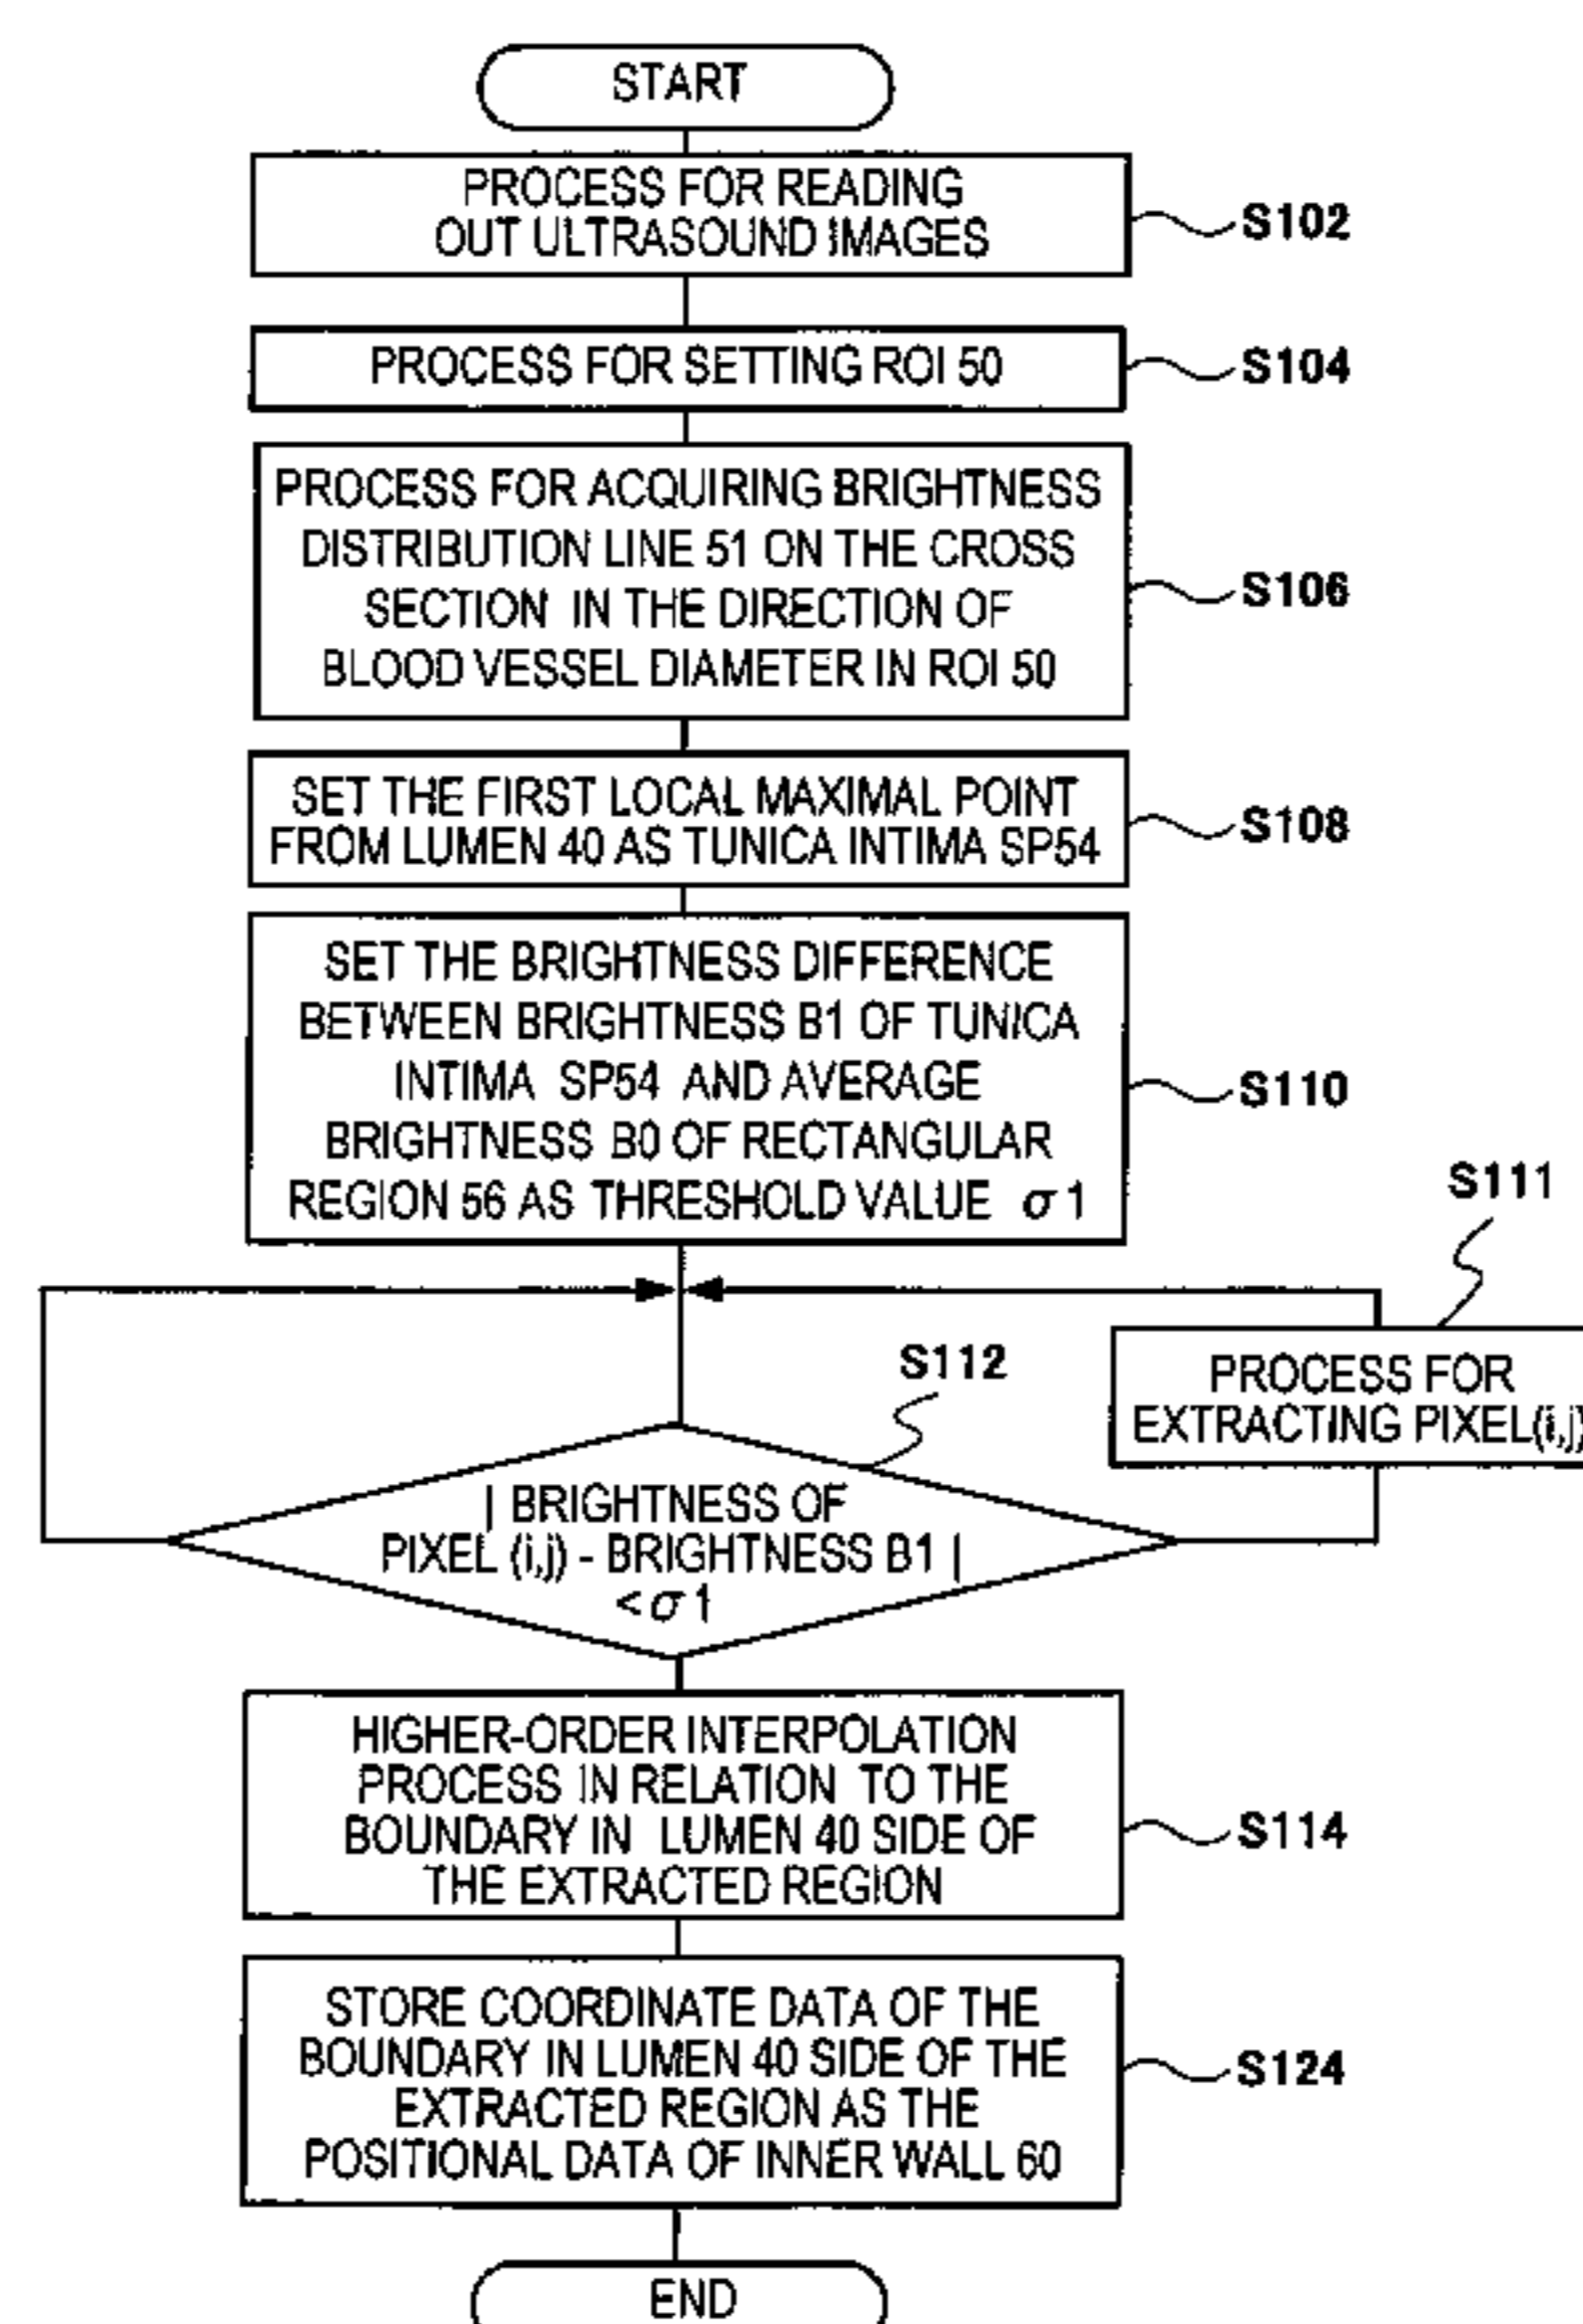 START
PROCESS FOR READING
OUT ULTRASOUND IMAGES
S102
PROCESS FOR SETTING ROI 50
S104
PROCESS FOR ACQUIRING BRIGHTNESS
DISTRIBUTION LINE 51 ON THE CROSS
SECTION IN THE DIRECTION OF
BLOOD VESSEL DIAMETER IN ROI 50
S106
SET THE FIRST LOCAL MAXIMAL POINT
FROM LUMEN 40 AS TUNICA INTIMA SP54
S108
SET THE BRIGHTNESS DIFFERENCE
BETWEEN BRIGHTNESS B1 OF TUNICA
INTIMA SP54 AND AVERAGE
BRIGHTNESS B0 OF RECTANGULAR
REGION 56 AS THRESHOLD VALUE σ1
S110
S111
PROCESS FOR
EXTRACTING PIXEL(i,j)
S112
| BRIGHTNESS OF
PIXEL (i,j) - BRIGHTNESS B1 |
<σ1
HIGHER-ORDER INTERPOLATION
PROCESS IN RELATION TO THE
BOUNDARY IN LUMEN 40 SIDE OF
THE EXTRACTED REGION
S114
STORE COORDINATE DATA OF THE
BOUNDARY IN LUMEN 40 SIDE OF THE
EXTRACTED REGION AS THE
POSITIONAL DATA OF INNER WALL 60
S124
END